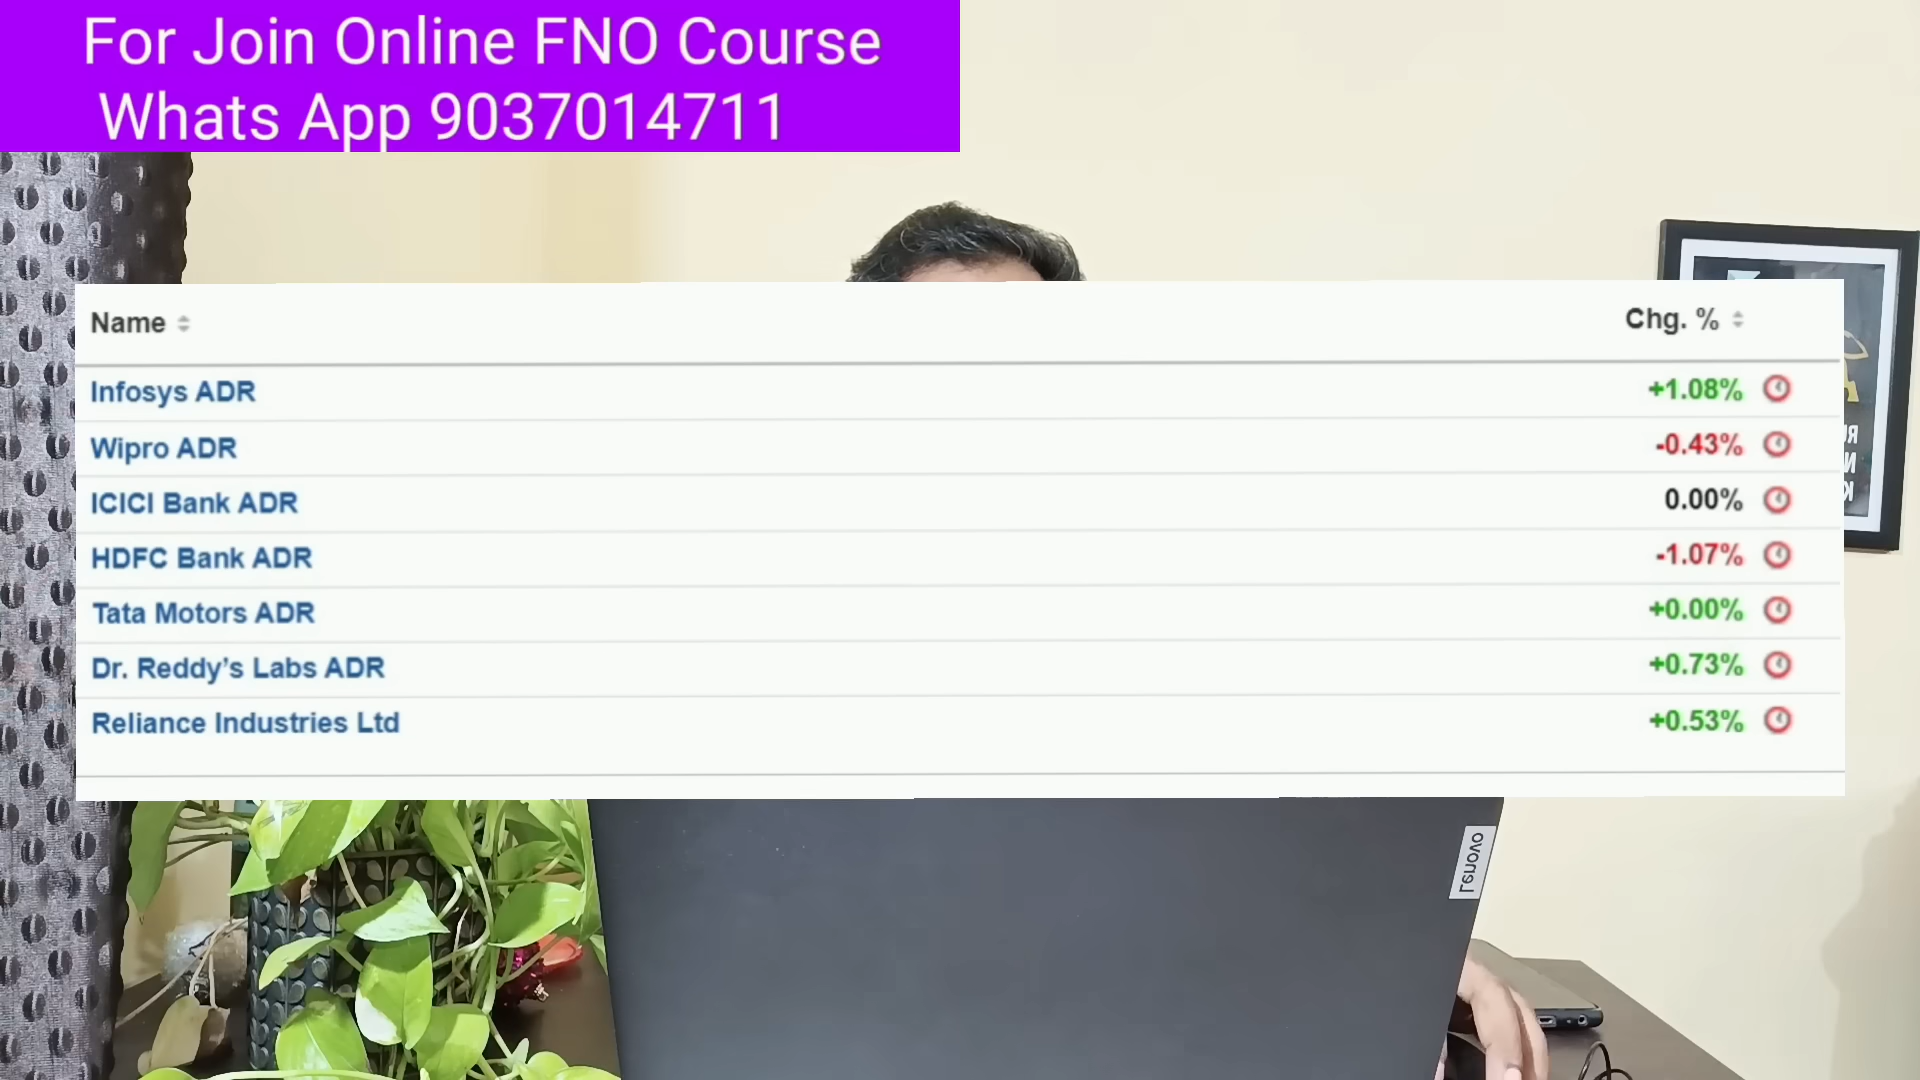 For Join Online FNO Course
Whats App 9037014711
Name Chg. %
Infosys ADR +1.08%
Wipro ADR -0.43%
ICICI Bank ADR 0.00%
HDFC Bank ADR -1.07%
Tata Motors ADR +0.00%
Dr. Reddy's Labs ADR +0.73%
Reliance Industries Ltd +0.53%
Lenovo